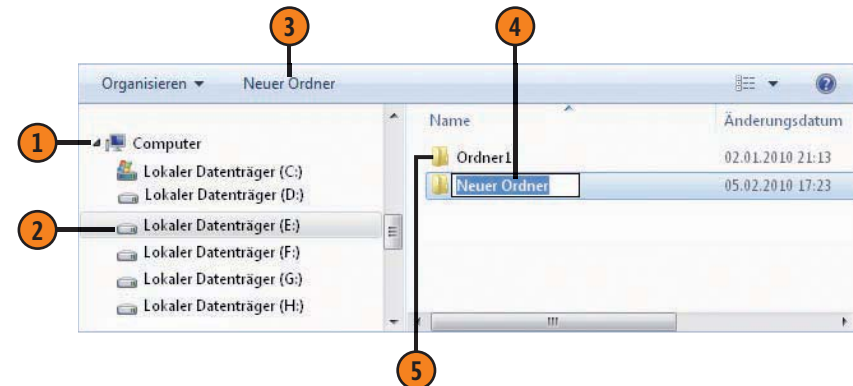 3 4
Organisieren Neuer Ordner
Name Änderungsdatum
1 Computer
Ordner1 02.01.2010 21:13
Lokaler Datenträger (C:)
Neuer Ordner 05.02.2010 17:23
Lokaler Datenträger (D:)
2 Lokaler Datenträger (E:)
Lokaler Datenträger (F:)
Lokaler Datenträger (G:)
Lokaler Datenträger (H:)
5